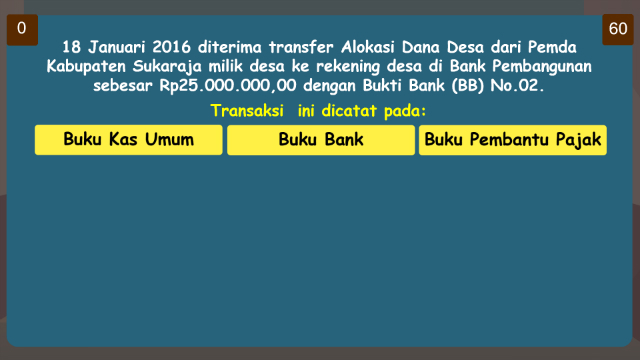 0
60
18 Januari 2016 diterima transfer Alokasi Dana Desa dari Pemda
Kabupaten Sukaraja milik desa ke rekening desa di Bank Pembangunan
sebesar Rp25.000.000,00 dengan Bukti Bank (BB) No.02.
Transaksi ini dicatat pada:
Buku Kas Umum
Buku Bank
Buku Pembantu Pajak